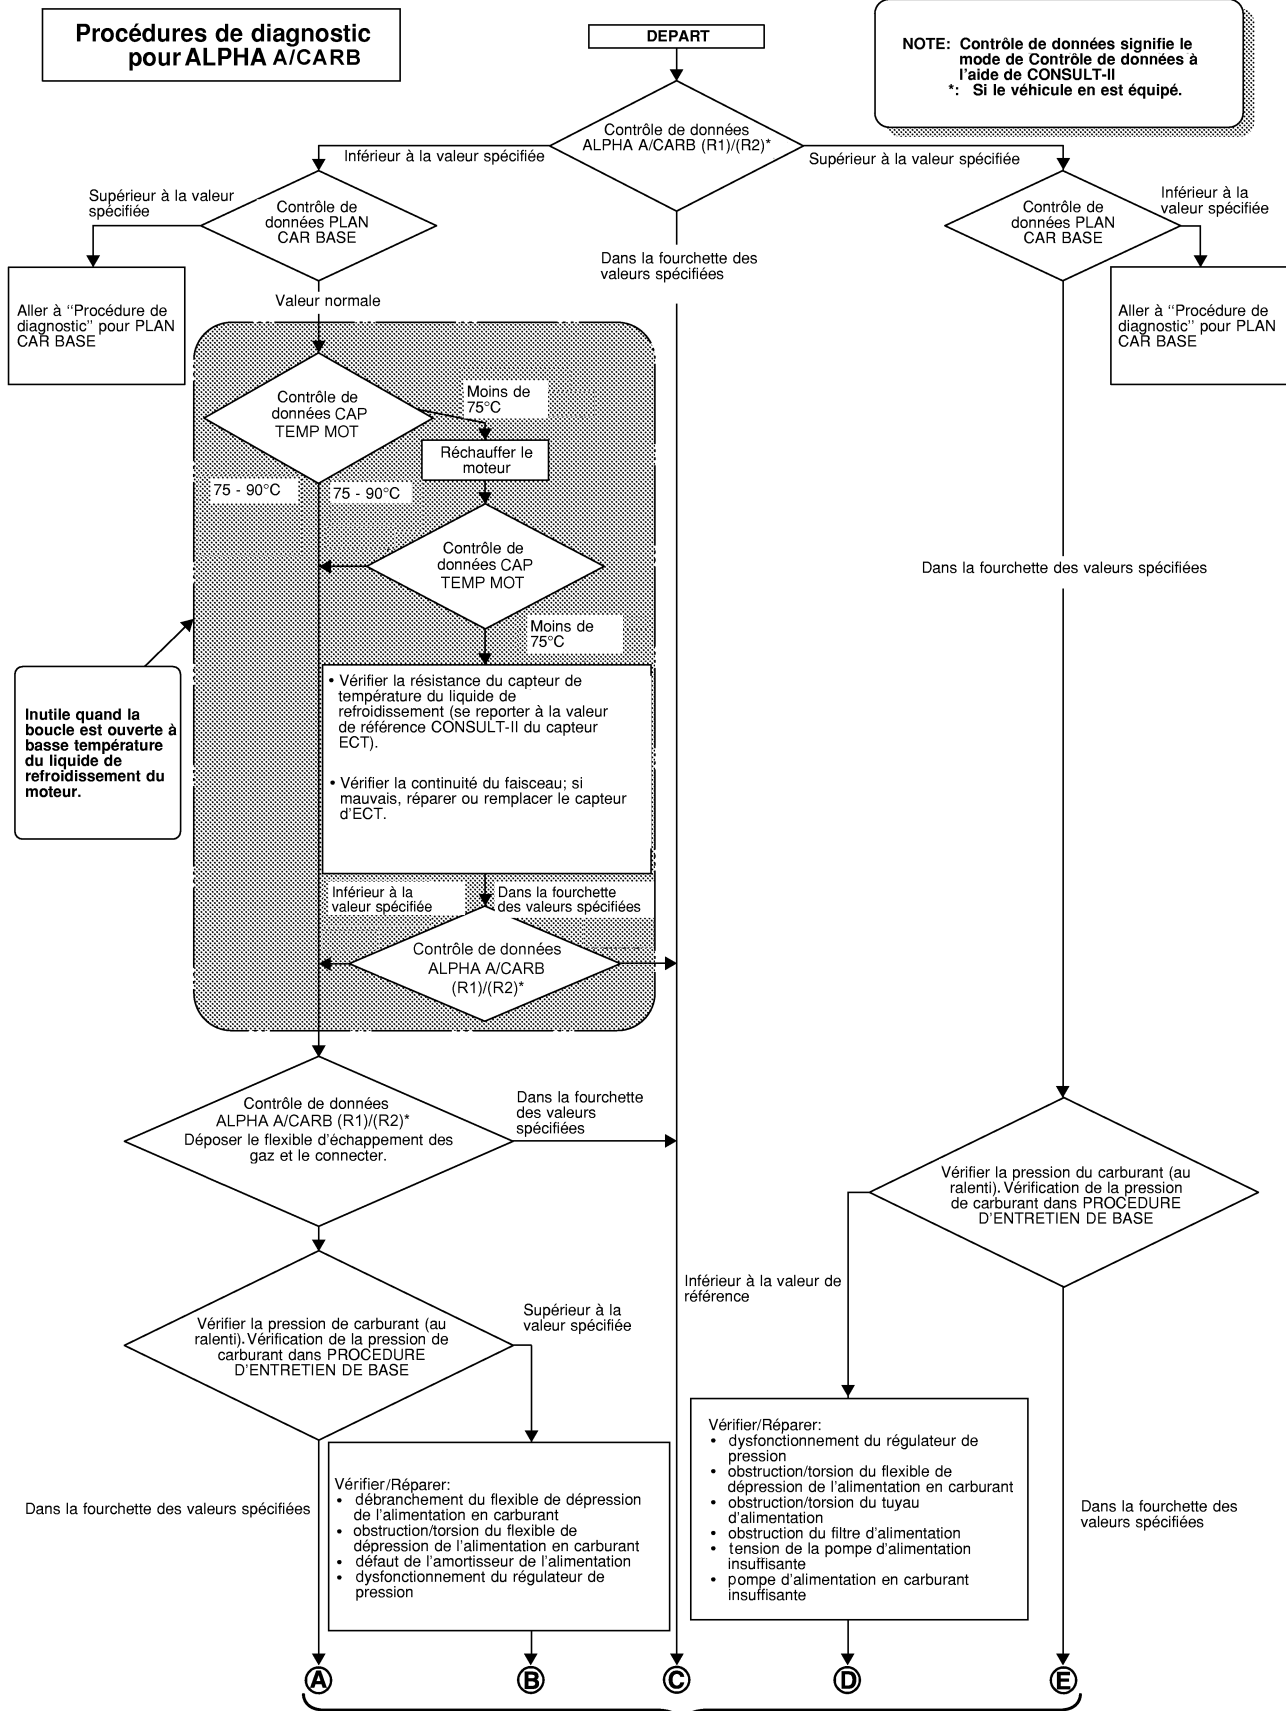 Procédures de diagnostic
pour ALPHA A/CARB
DEPART
NOTE: Contrôle de données signifie le
mode de Contrôle de données à
l'aide de CONSULT-II
*: Si le véhicule en est équipé.
Contrôle de données
ALPHA A/CARB (R1)/(R2)*
Inférieur à la valeur spécifiée
Supérieur à la valeur spécifiée
Supérieur à la valeur
spécifiée
Contrôle de
données PLAN
CAR BASE
Dans la fourchette des
valeurs spécifiées
Contrôle de
données PLAN
CAR BASE
Inférieur à la
valeur spécifiée
Aller à “Procédure de
diagnostic” pour PLAN
CAR BASE
Valeur normale
Aller à “Procédure de
diagnostic” pour PLAN
CAR BASE
Contrôle de
données CAP
TEMP MOT
Moins de
75°C
Réchauffer le
moteur
75 - 90°C
75 - 90°C
Contrôle de
données CAP
TEMP MOT
Dans la fourchette des valeurs spécifiées
Moins de
75°C
Inutile quand la
boucle est ouverte à
basse température
du liquide de
refroidissement du
moteur.
• Vérifier la résistance du capteur de
température du liquide de
refroidissement (se reporter à la valeur
de référence CONSULT-II du capteur
ECT).
• Vérifier la continuité du faisceau; si
mauvais, réparer ou remplacer le capteur
d'ECT.
Inférieur à la
valeur spécifiée
Dans la fourchette
des valeurs spécifiées
Contrôle de données
ALPHA A/CARB
(R1)/(R2)*
Contrôle de données
ALPHA A/CARB (R1)/(R2)*
Déposer le flexible d'échappement des
gaz et le connecter.
Dans la fourchette
des valeurs
spécifiées
Vérifier la pression du carburant (au
ralenti). Vérification de la pression
de carburant dans PROCEDURE
D'ENTRETIEN DE BASE
Inférieur à la valeur de
référence
Vérifier la pression de carburant (au
ralenti). Vérification de la pression de
carburant dans PROCEDURE
D'ENTRETIEN DE BASE
Supérieur à la
valeur spécifiée
Dans la fourchette des valeurs spécifiées
Vérifier/Réparer:
• débranchement du flexible de dépression
de l'alimentation en carburant
• obstruction/torsion du flexible de
dépression de l'alimentation en carburant
• défaut de l'amortisseur de l'alimentation
• dysfonctionnement du régulateur de
pression
Vérifier/Réparer:
• dysfonctionnement du régulateur de
pression
• obstruction/torsion du flexible de
dépression de l'alimentation en carburant
• obstruction/torsion du tuyau
d'alimentation
• obstruction du filtre d'alimentation
• tension de la pompe d'alimentation
insuffisante
• pompe d'alimentation en carburant
insuffisante
Dans la fourchette des
valeurs spécifiées
A
B
C
D
E